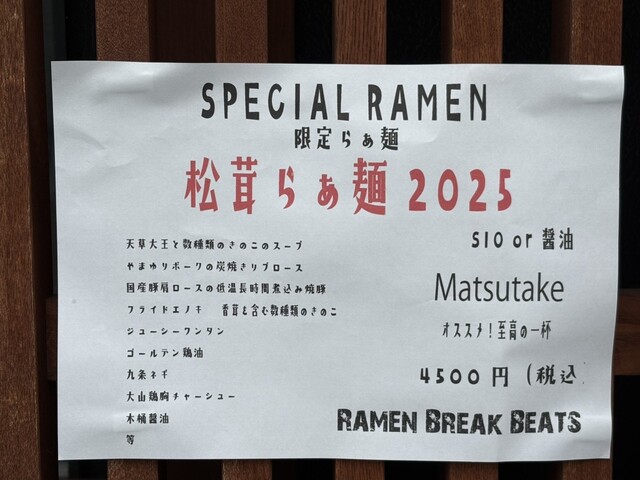 SPECIAL RAMEN
限定らぁ麺
松茸らぁ麺2025
SIO or 醤油
Matsutake
オススメ！至高の一杯
4500円（税込
天草大王と数種類のきのこのスープ
やまゆりポークの炭焼きリブロース
国産豚肩ロースの低温長時間煮込み焼豚
フライドエノキ 香茸を含む数種類のきのこ
ジューシーワンタン
ゴールデン鶏油
九条ネギ
大山鶏胸チャーシュー
木桶醤油
等
RAMEN BREAK BEATS